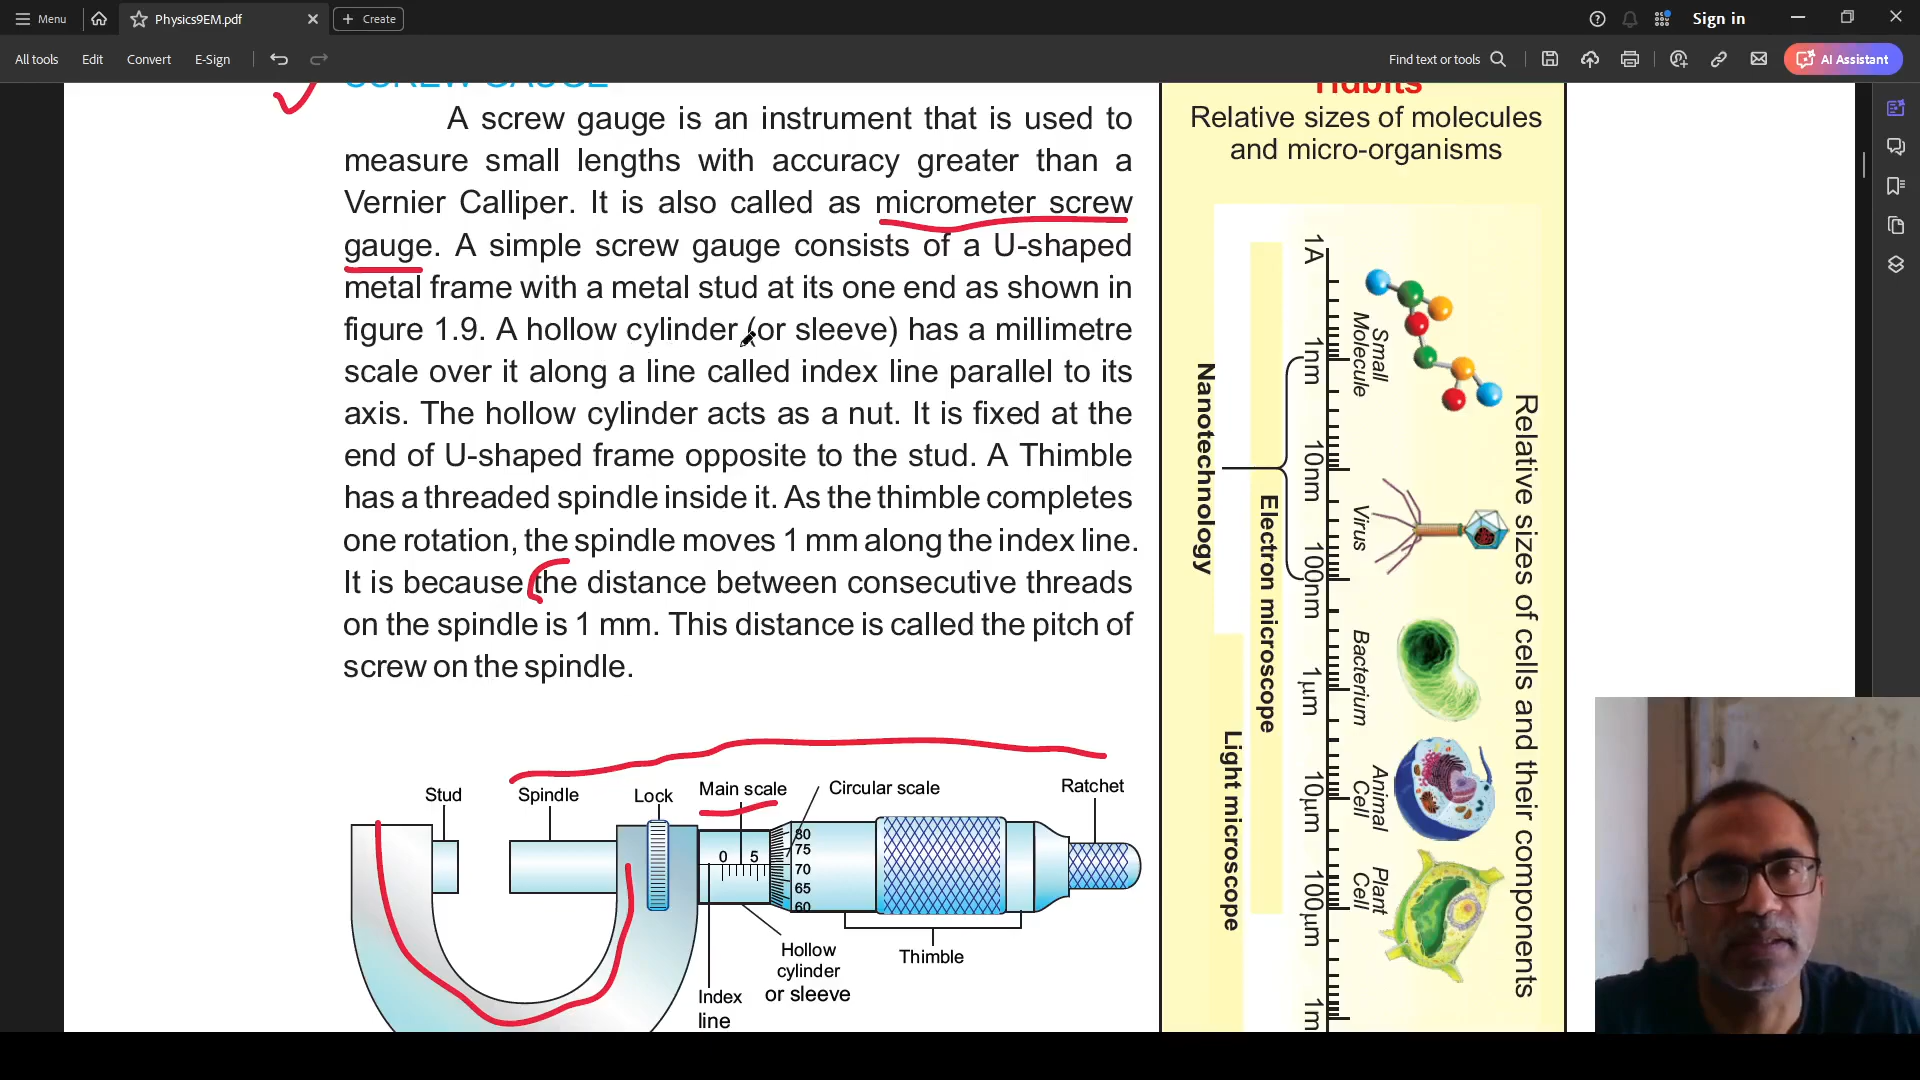 Menu
Physics9EM.pdf
Create
Sign in
All tools
Edit
Convert
E-Sign
Find text or tools
AI Assistant
SCREW GAUGE
A screw gauge is an instrument that is used to
measure small lengths with accuracy greater than a
Vernier Calliper. It is also called as micrometer screw
gauge. A simple screw gauge consists of a U-shaped
metal frame with a metal stud at its one end as shown in
figure 1.9. A hollow cylinder (or sleeve) has a millimetre
scale over it along a line called index line parallel to its
axis. The hollow cylinder acts as a nut. It is fixed at the
end of U-shaped frame opposite to the stud. A Thimble
has a threaded spindle inside it. As the thimble completes
one rotation, the spindle moves 1 mm along the index line.
It is because the distance between consecutive threads
on the spindle is 1 mm. This distance is called the pitch of
screw on the spindle.
Stud
Spindle
Lock
Main scale
Circular scale
Ratchet
0 5
80
75
70
65
60
Hollow
cylinder
or sleeve
Thimble
Index
line
Tidbits
Relative sizes of molecules
and micro-organisms
Relative sizes of cells and their components
Small
Molecule
Virus
Bacterium
Animal
Cell
Plant
Cell
1A
1nm
10nm
100nm
1µm
10µm
100µm
1m
Nanotechnology
Electron microscope
Light microscope